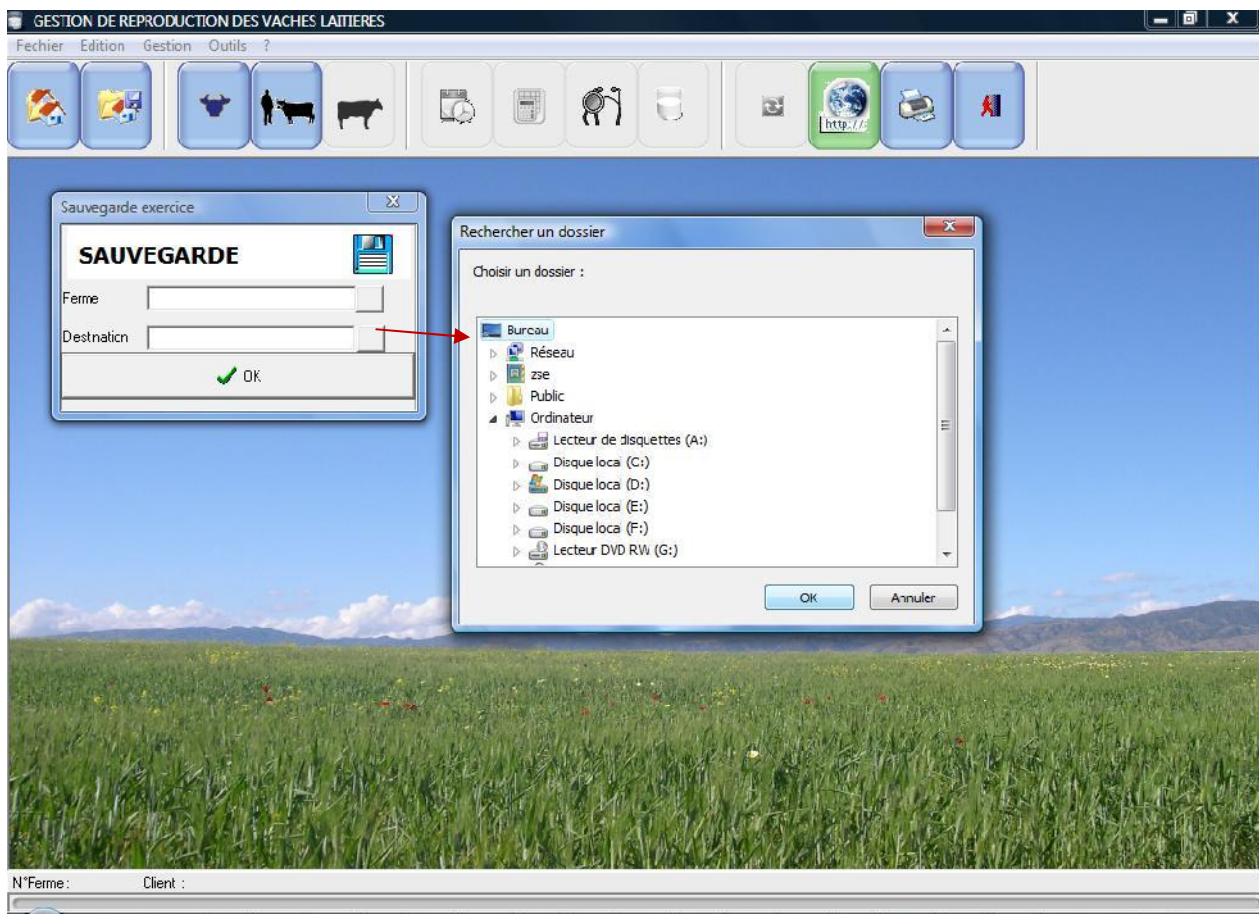 GESTION DE REPRODUCTION DES VACHES LAITIERES
Fechier Edition Gestion Outils ?
http://
Sauvegarde exercice
SAUVEGARDE
Ferme
Destnation
OK
Rechercher un dossier
Choisir un dossier :
Bureau
Réseau
zse
Public
Ordinateur
Lecteur de disquettes (A:)
Disque local (C:)
Disque local (D:)
Disque local (E:)
Disque local (F:)
Lecteur DVD RW (G:)
OK Annuler
N°Ferme : Client :